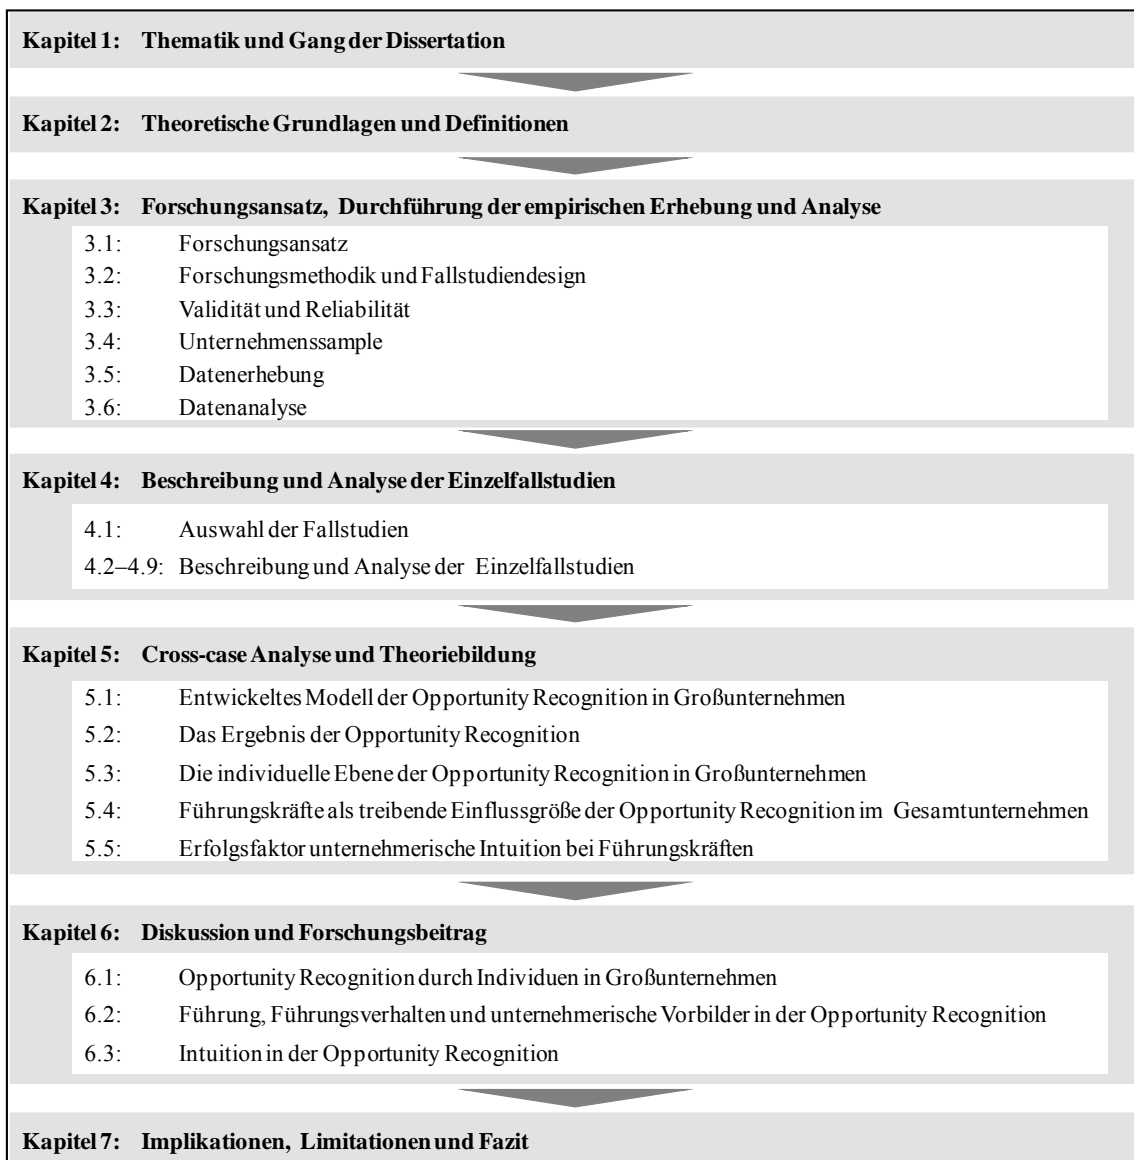 Kapitel 1: Thematik und Gang der Dissertation
Kapitel 2: Theoretische Grundlagen und Definitionen
Kapitel 3: Forschungsansatz, Durchführung der empirischen Erhebung und Analyse
3.1: Forschungsansatz
3.2: Forschungsmethodik und Fallstudiendesign
3.3: Validität und Reliabilität
3.4: Unternehmenssample
3.5: Datenerhebung
3.6: Datenanalyse
Kapitel 4: Beschreibung und Analyse der Einzelfallstudien
4.1: Auswahl der Fallstudien
4.2–4.9: Beschreibung und Analyse der Einzelfallstudien
Kapitel 5: Cross-case Analyse und Theoriebildung
5.1: Entwickeltes Modell der Opportunity Recognition in Großunternehmen
5.2: Das Ergebnis der Opportunity Recognition
5.3: Die individuelle Ebene der Opportunity Recognition in Großunternehmen
5.4: Führungskräfte als treibende Einflussgröße der Opportunity Recognition im Gesamtunternehmen
5.5: Erfolgsfaktor unternehmerische Intuition bei Führungskräften
Kapitel 6: Diskussion und Forschungsbeitrag
6.1: Opportunity Recognition durch Individuen in Großunternehmen
6.2: Führung, Führungsverhalten und unternehmerische Vorbilder in der Opportunity Recognition
6.3: Intuition in der Opportunity Recognition
Kapitel 7: Implikationen, Limitationen und Fazit